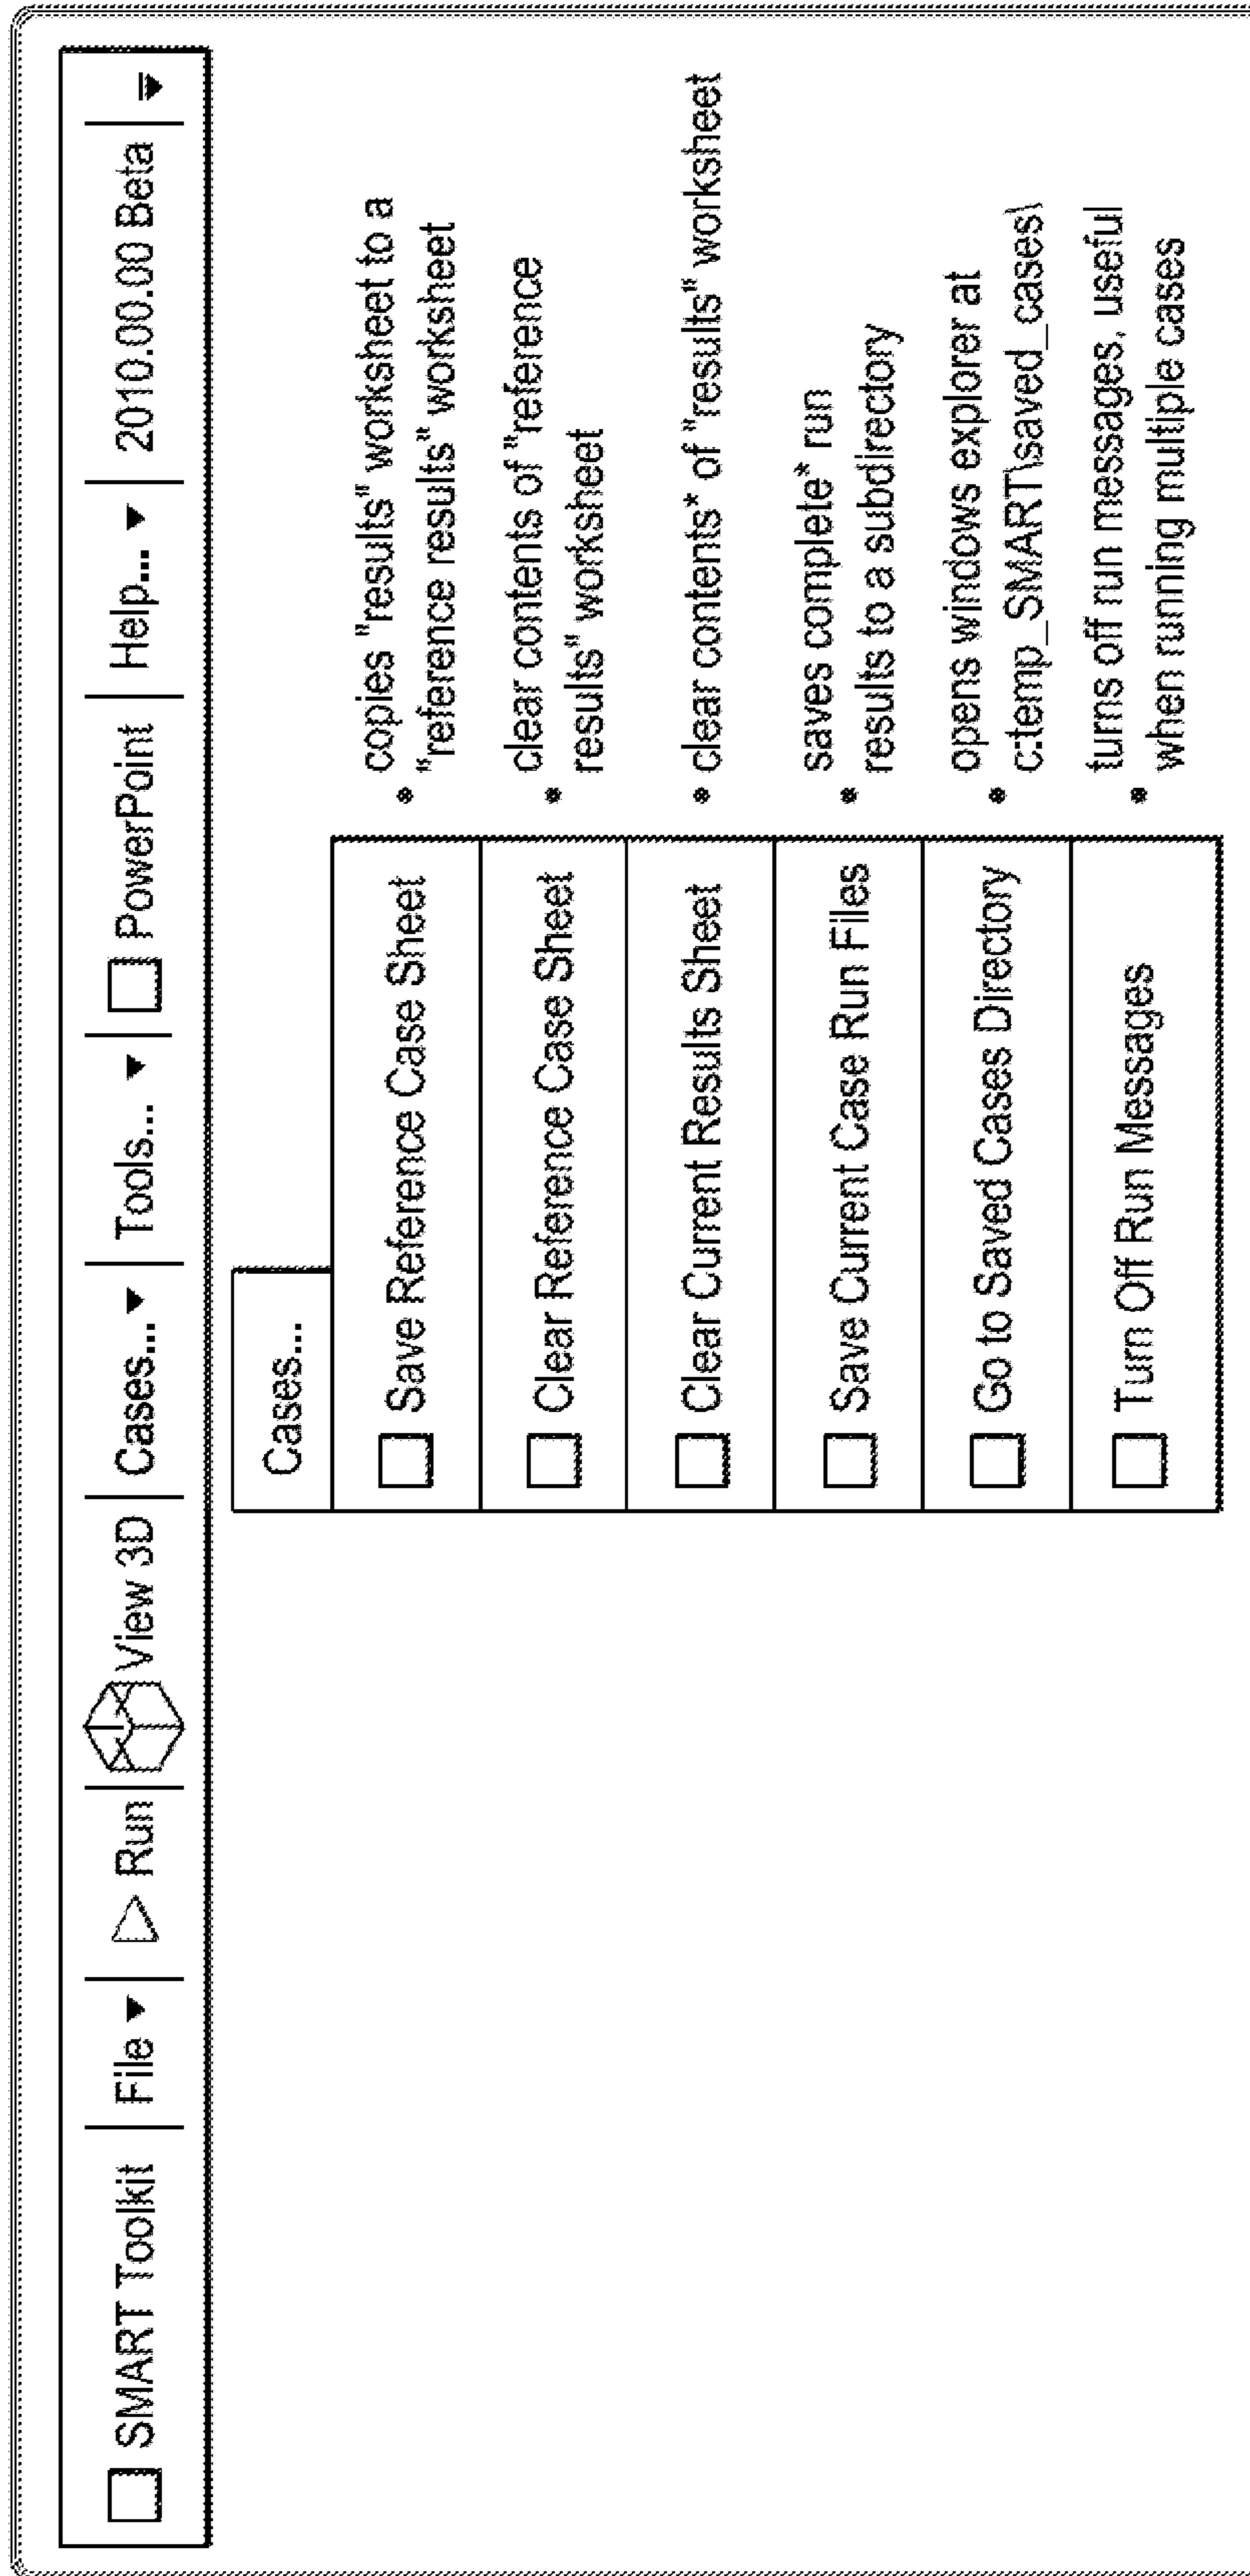 SMART Toolkit File Run View 3D Cases... Tools... PowerPoint Help... 2010.00.00 Beta
Cases...
Save Reference Case Sheet
• copies "results" worksheet to a
"reference results" worksheet
Clear Reference Case Sheet
• clear contents of "reference
results" worksheet
Clear Current Results Sheet
• clear contents* of "results" worksheet
Save Current Case Run Files
• saves complete* run
results to a subdirectory
Go to Saved Cases Directory
• opens windows explorer at
c:temp_SMART\saved_cases\
Turn Off Run Messages
• turns off run messages, useful
when running multiple cases